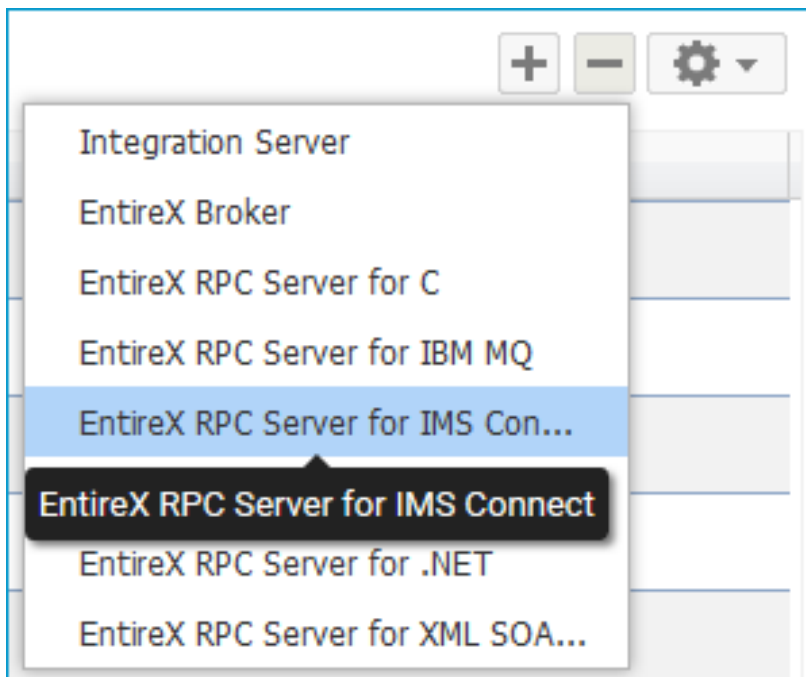 Integration Server
EntireX Broker
EntireX RPC Server for C
EntireX RPC Server for IBM MQ
EntireX RPC Server for IMS Con...
EntireX RPC Server for IMS Connect
EntireX RPC Server for .NET
EntireX RPC Server for XML SOA...